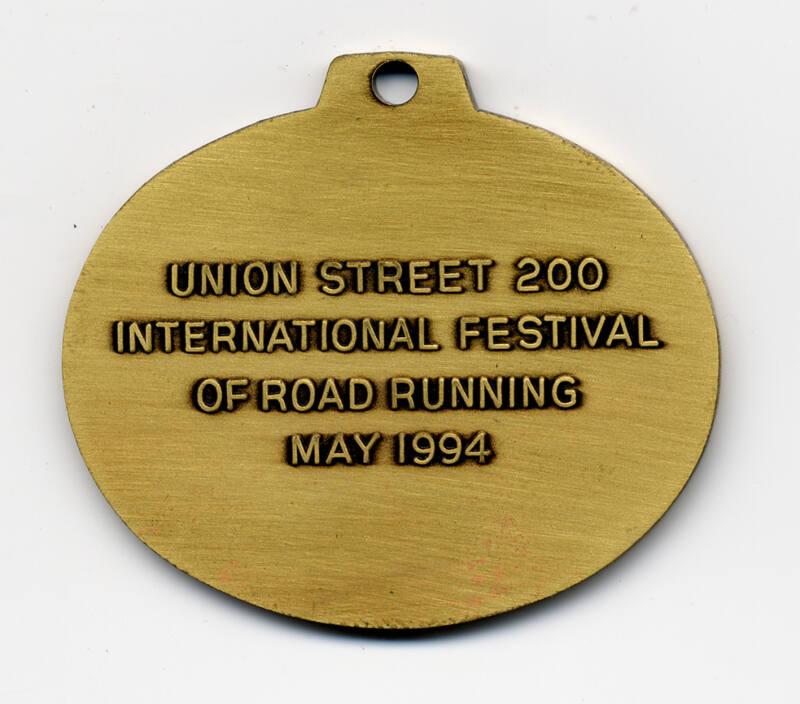 UNION STREET 200
INTERNATIONAL FESTIVAL
OF ROAD RUNNING
MAY 1994